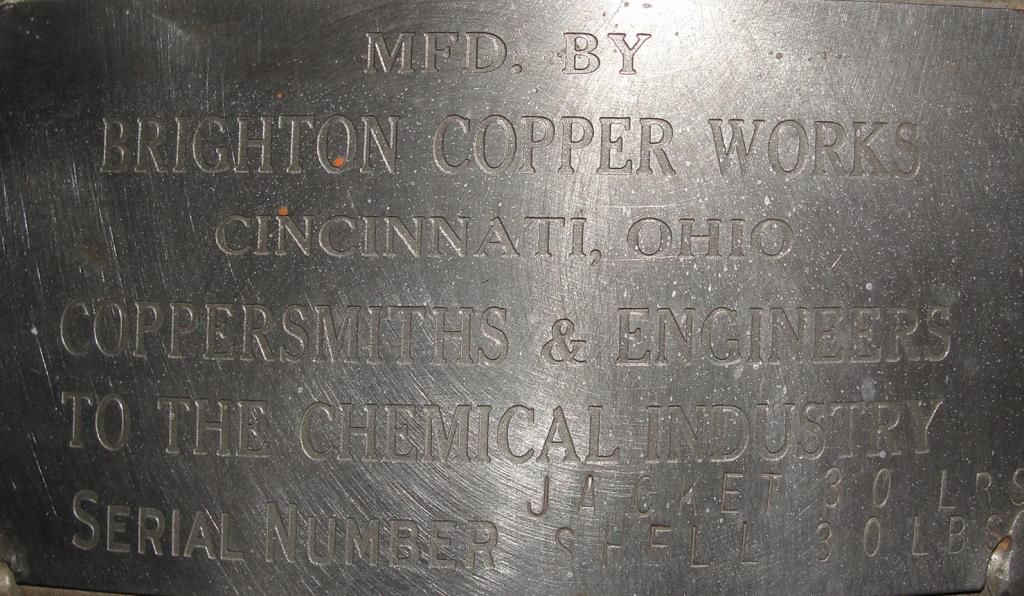 MFD. BY
BRIGHTON COPPER WORKS
CINCINNATI, OHIO
COPPERSMITHS & ENGINEERS
TO THE CHEMICAL INDUSTRY
JACKET 30 LBS
SERIAL NUMBER SHELL 30 LBS